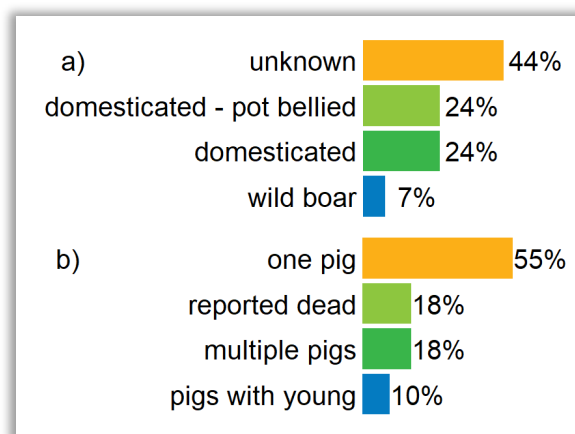 a) unknown 44%
domesticated - pot bellied 24%
domesticated 24%
wild boar 7%
b) one pig 55%
reported dead 18%
multiple pigs 18%
pigs with young 10%